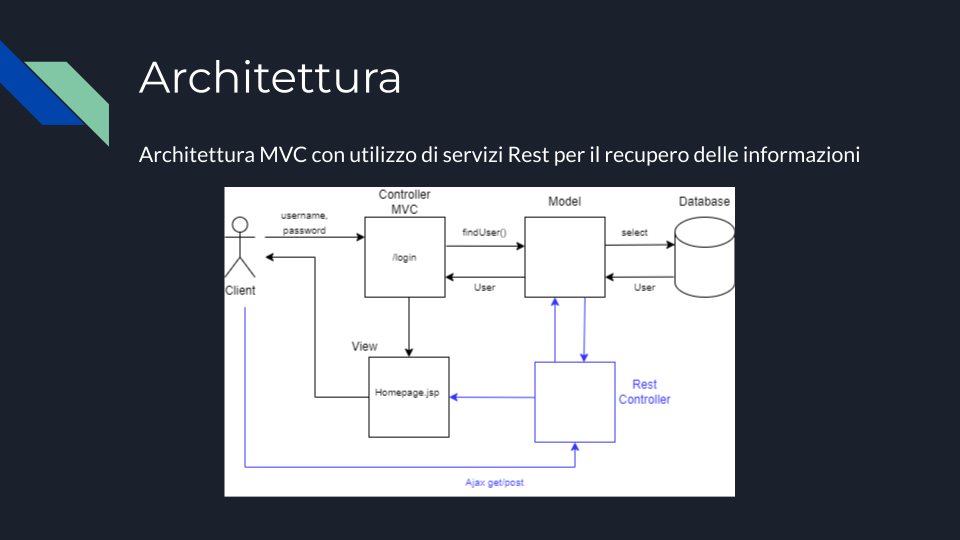 Architettura
Architettura MVC con utilizzo di servizi Rest per il recupero delle informazioni
Controller
MVC
Model
Database
username,
password
/login
findUser()
select
User
User
Client
View
Homepage.jsp
Rest
Controller
Ajax get/post